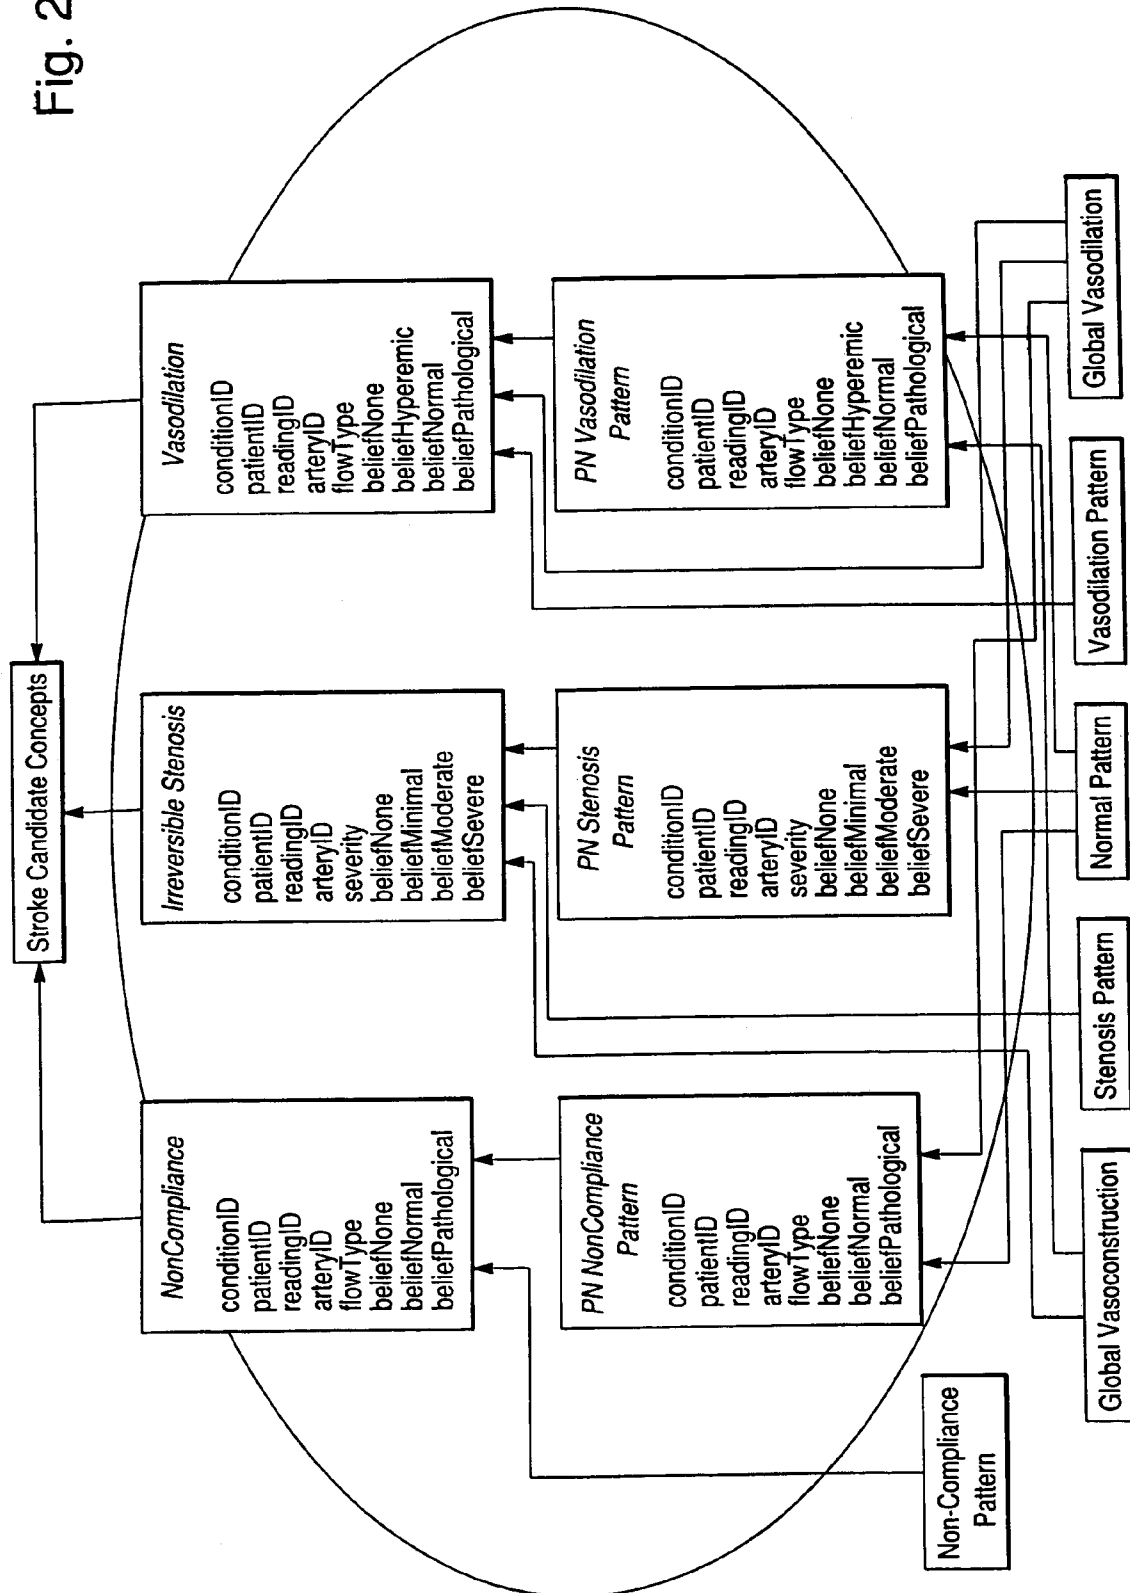 Fig. 2
Stroke Candidate Concepts
NonCompliance
conditionID
patientID
readingID
arteryID
flowType
beliefNone
beliefNormal
beliefPathological
Irreversible Stenosis
conditionID
patientID
readingID
arteryID
severity
beliefNone
beliefMinimal
beliefModerate
beliefSevere
Vasodilation
conditionID
patientID
readingID
arteryID
flowType
beliefNone
beliefHyperemic
beliefNormal
beliefPathological
PN NonCompliance
Pattern
conditionID
patientID
readingID
arteryID
flowType
beliefNone
beliefNormal
beliefPathological
PN Stenosis
Pattern
conditionID
patientID
readingID
arteryID
severity
beliefNone
beliefMinimal
beliefModerate
beliefSevere
PN Vasodilation
Pattern
conditionID
patientID
readingID
arteryID
flowType
beliefNone
beliefHyperemic
beliefNormal
beliefPathological
Non-Compliance
Pattern
Global Vasoconstruction
Stenosis Pattern
Normal Pattern
Vasodilation Pattern
Global Vasodilation